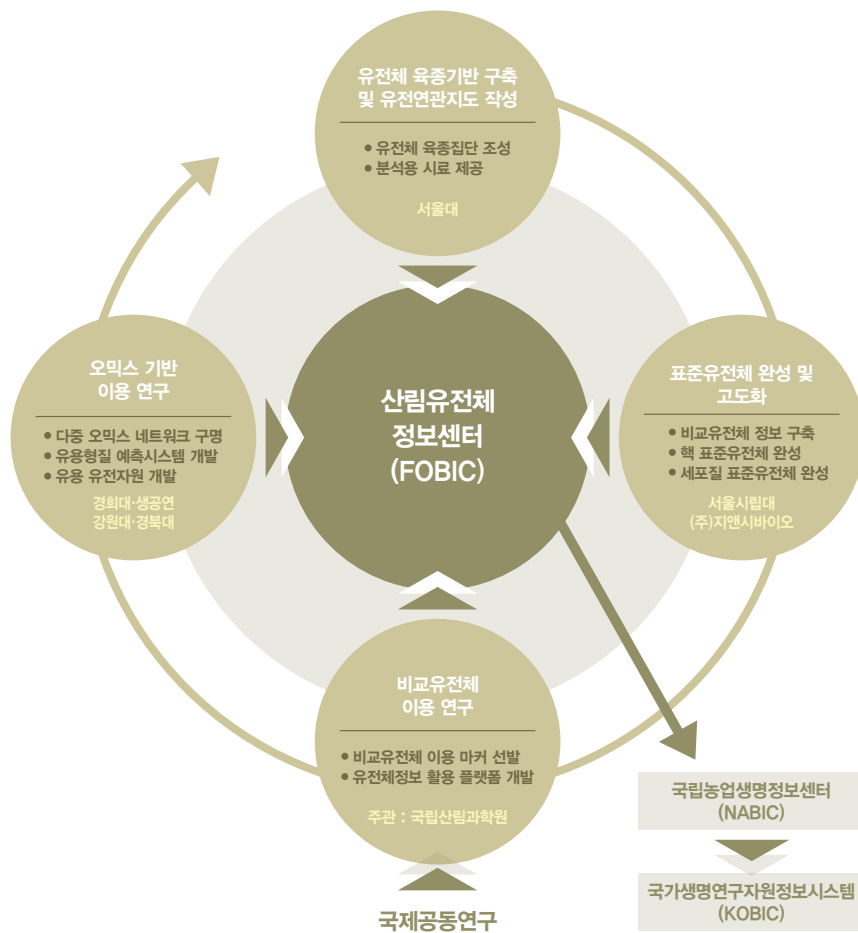 유전체 육종기반 구축
및 유전연관지도 작성
● 유전체 육종집단 조성
● 분석용 시료 제공
서울대
오믹스 기반
이용 연구
● 다중 오믹스 네트워크 구명
● 유용형질 예측시스템 개발
● 유용 유전자원 개발
경희대·생공연
강원대·경북대
산림유전체
정보센터
(FOBIC)
표준유전체 완성 및
고도화
● 비교유전체 정보 구축
● 핵 표준유전체 완성
● 세포질 표준유전체 완성
서울시립대
(주)지앤시바이오
비교유전체
이용 연구
● 비교유전체 이용 마커 선발
● 유전체정보 활용 플랫폼 개발
주관 : 국립산림과학원
국제공동연구
국립농업생명정보센터
(NABIC)
국가생명연구자원정보시스템
(KOBIC)